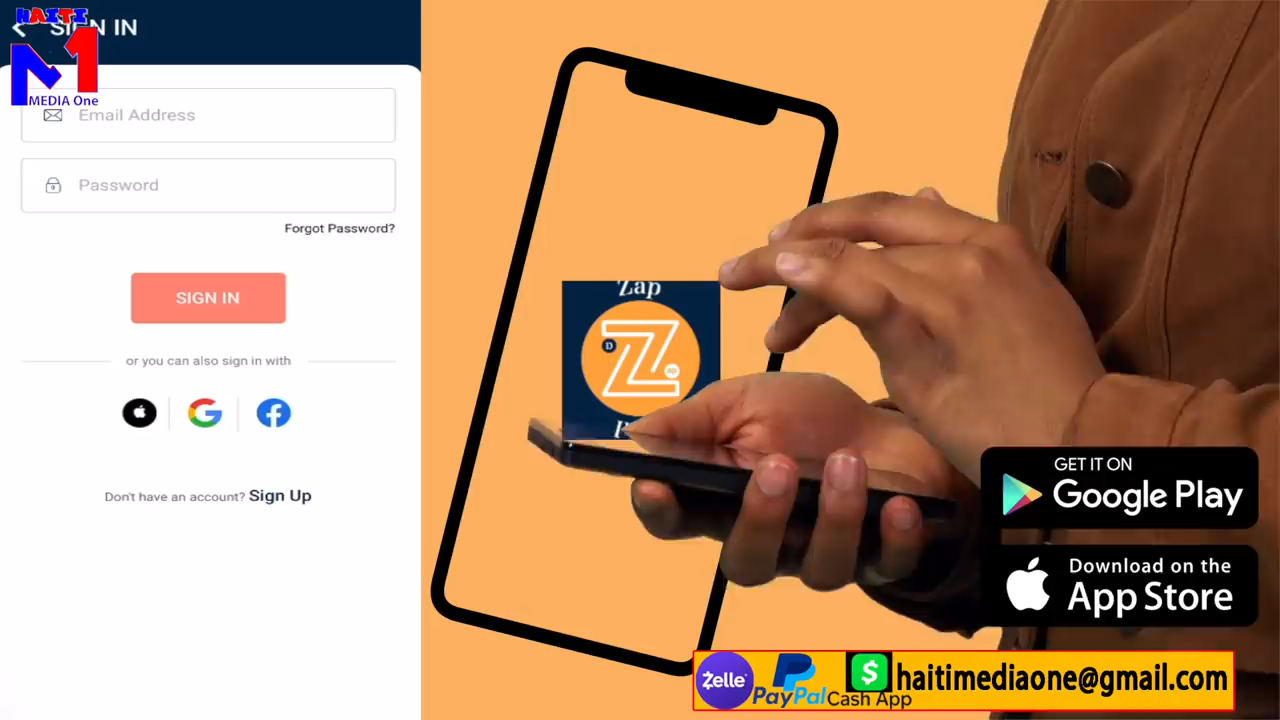 HAITI
SIGN IN
M1
MEDIA One
Email Address
Password
Forgot Password?
SIGN IN
or you can also sign in with
Don't have an account? Sign Up
Zap
Z
D
GET IT ON
Google Play
Download on the
App Store
Zelle
PayPal
$
Cash App
haitimediaone@gmail.com